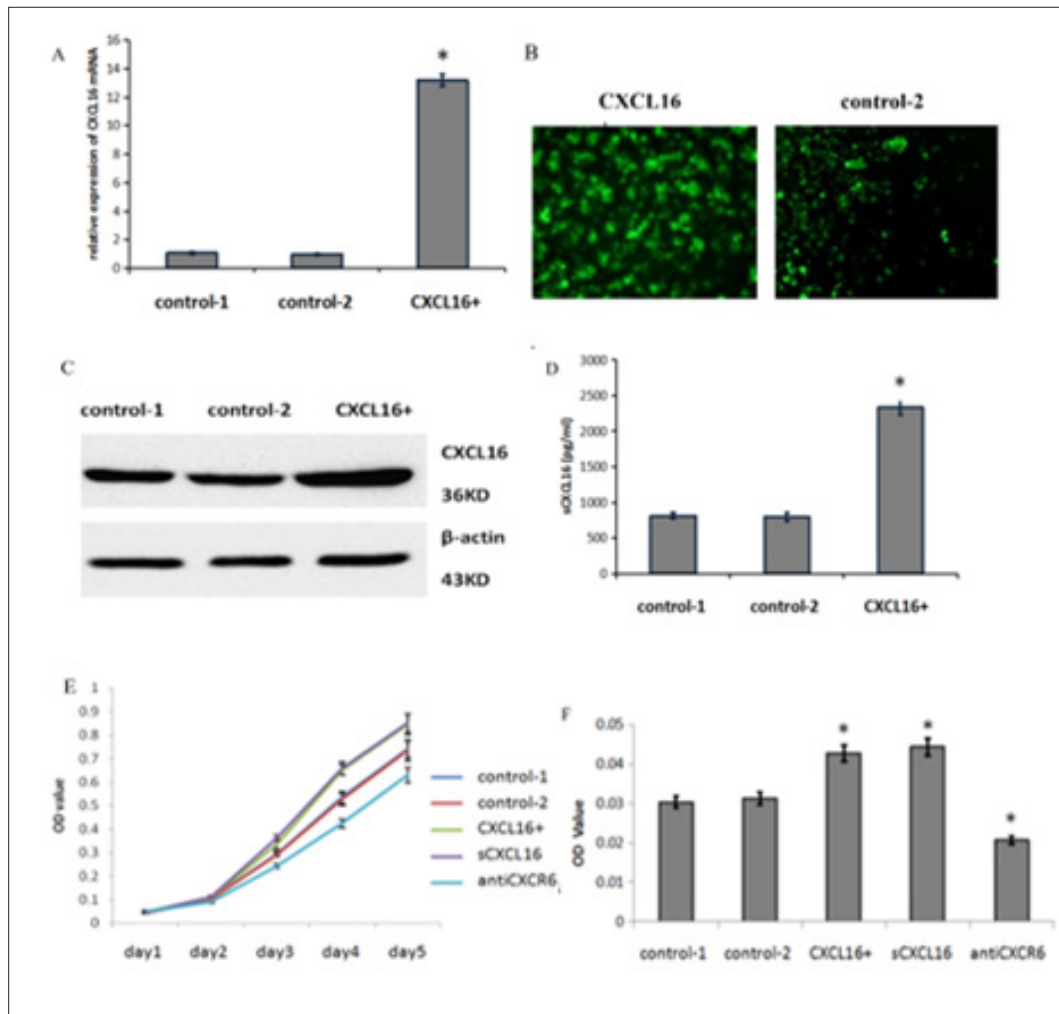 A
relative expression of CXCL16 mRNA
16
14
12
10
8
6
4
2
0
control-1 control-2 CXCL16+
*
B
CXCL16 control-2
C
control-1 control-2 CXCL16+
CXCL16
36KD
β-actin
43KD
D
sCXCL16 (pg/ml)
3000
2500
2000
1500
1000
500
0
*
control-1 control-2 CXCL16+
E
OD value
1
0.9
0.8
0.7
0.6
0.5
0.4
0.3
0.2
0.1
0
day1 day2 day3 day4 day5
control-1
control-2
CXCL16+
sCXCL16
antiCXCR6
F
OD Value
0.05
0.04
0.03
0.02
0.01
0
* * *
control-1 control-2 CXCL16+ sCXCL16 antiCXCR6